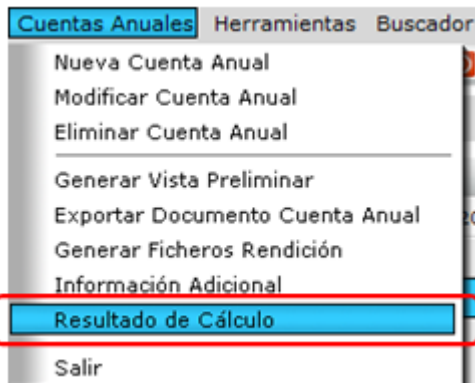 Cuentas Anuales Herramientas Buscador
Nueva Cuenta Anual
Modificar Cuenta Anual
Eliminar Cuenta Anual
Generar Vista Preliminar
Exportar Documento Cuenta Anual
Generar Ficheros Rendición
Información Adicional
Resultado de Cálculo
Salir